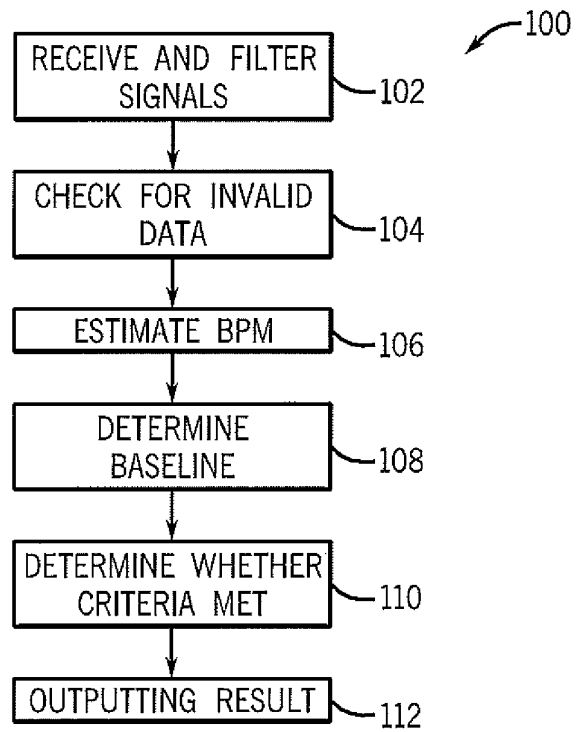 100
RECEIVE AND FILTER
SIGNALS
102
CHECK FOR INVALID
DATA
104
ESTIMATE BPM
106
DETERMINE
BASELINE
108
DETERMINE WHETHER
CRITERIA MET
110
OUTPUTTING RESULT
112